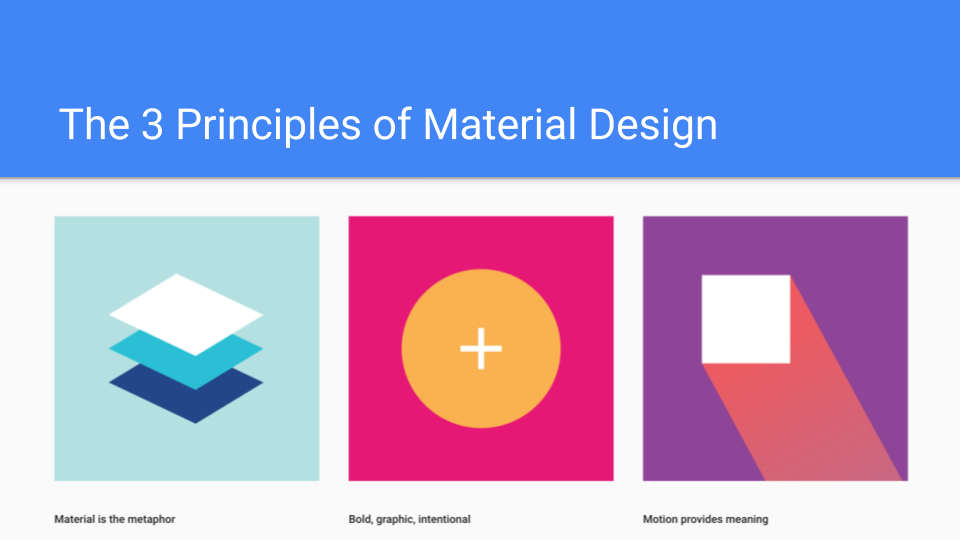 The 3 Principles of Material Design
Material is the metaphor
Bold, graphic, intentional
Motion provides meaning